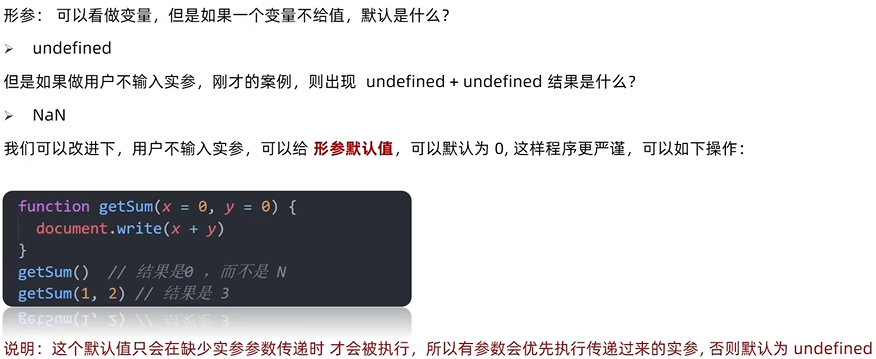 形参： 可以看做变量，但是如果一个变量不给值，默认是什么？
➢ undefined
但是如果做用户不输入实参，刚才的案例，则出现 undefined + undefined 结果是什么？
➢ NaN
我们可以改进下，用户不输入实参，可以给 形参默认值，可以默认为 0, 这样程序更严谨，可以如下操作：
function getSum(x = 0, y = 0) {
  document.write(x + y)
}
getSum()  // 结果是0 ，而不是 N
getSum(1, 2) // 结果是 3
说明：这个默认值只会在缺少实参参数传递时 才会被执行，所以有参数会优先执行传递过来的实参, 否则默认为 undefined